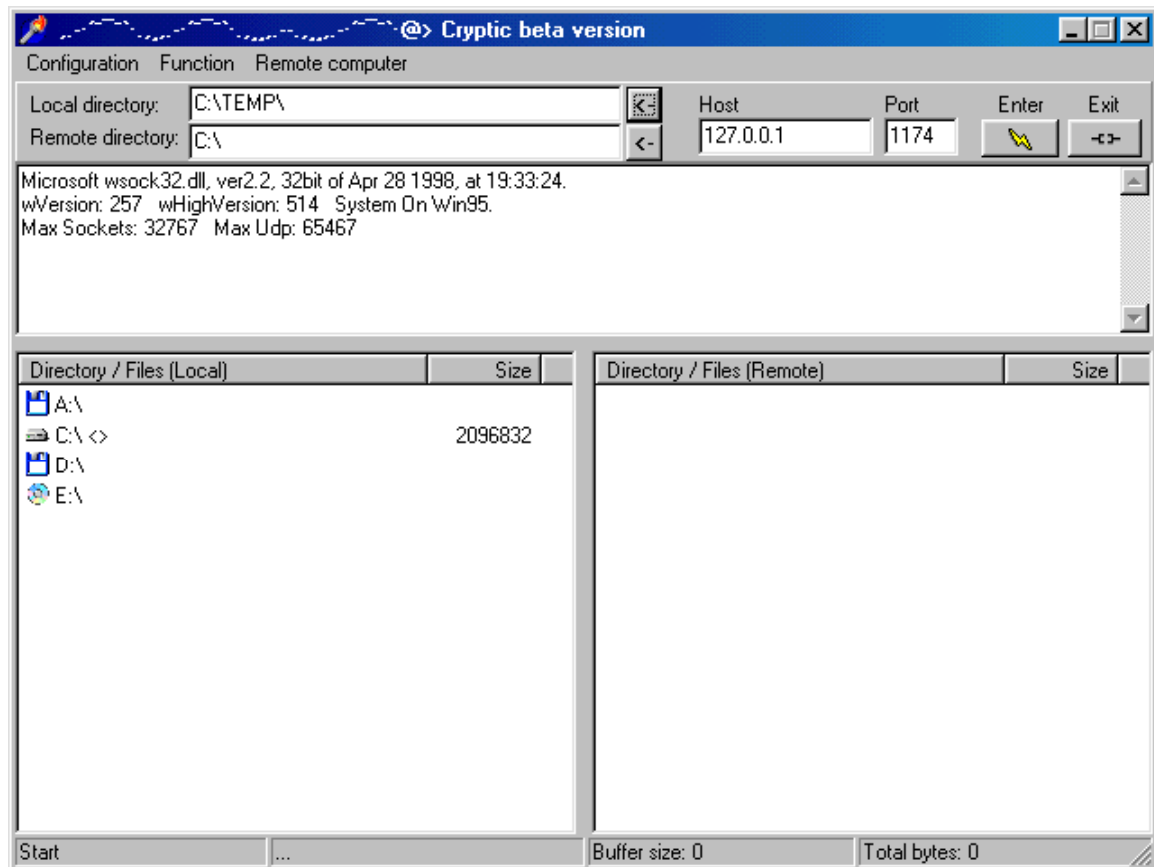 @> Cryptic beta version
Configuration Function Remote computer
Local directory: C:\TEMP\ <- Host Port Enter Exit
Remote directory: C:\ <- 127.0.0.1 1174
Microsoft wsock32.dll, ver2.2, 32bit of Apr 28 1998, at 19:33:24.
wVersion: 257 wHighVersion: 514 System On Win95.
Max Sockets: 32767 Max Udp: 65467
Directory / Files (Local) Size Directory / Files (Remote) Size
A:\
C:\ <> 2096832
D:\
E:\
Start ... Buffer size: 0 Total bytes: 0